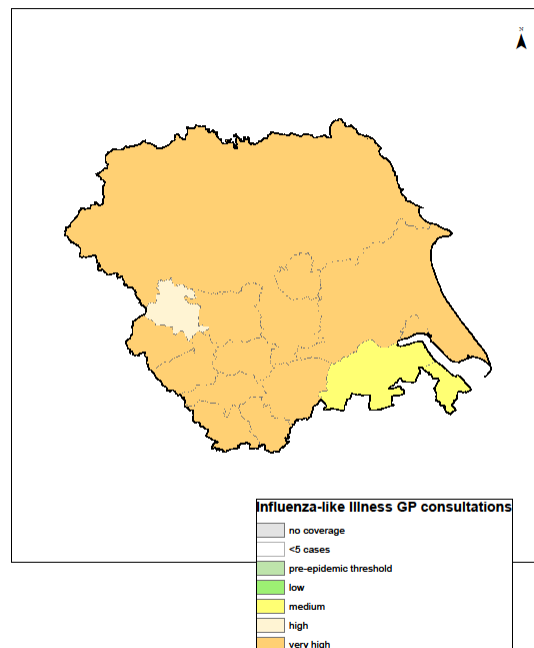 N
Influenza-like Illness GP consultations
no coverage
<5 cases
pre-epidemic threshold
low
medium
high
very high